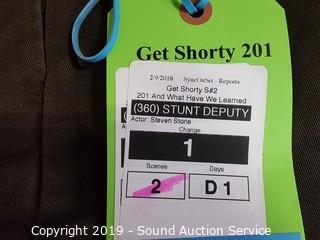 Get Shorty 201
2/9/2018 SyncOnSet - Reports
Get Shorty S#2
201 And What Have We Learned
(360) STUNT DEPUTY
Actor: Steven Stone
Change
1
Scenes Days
2 D 1
Copyright 2019 - Sound Auction Service